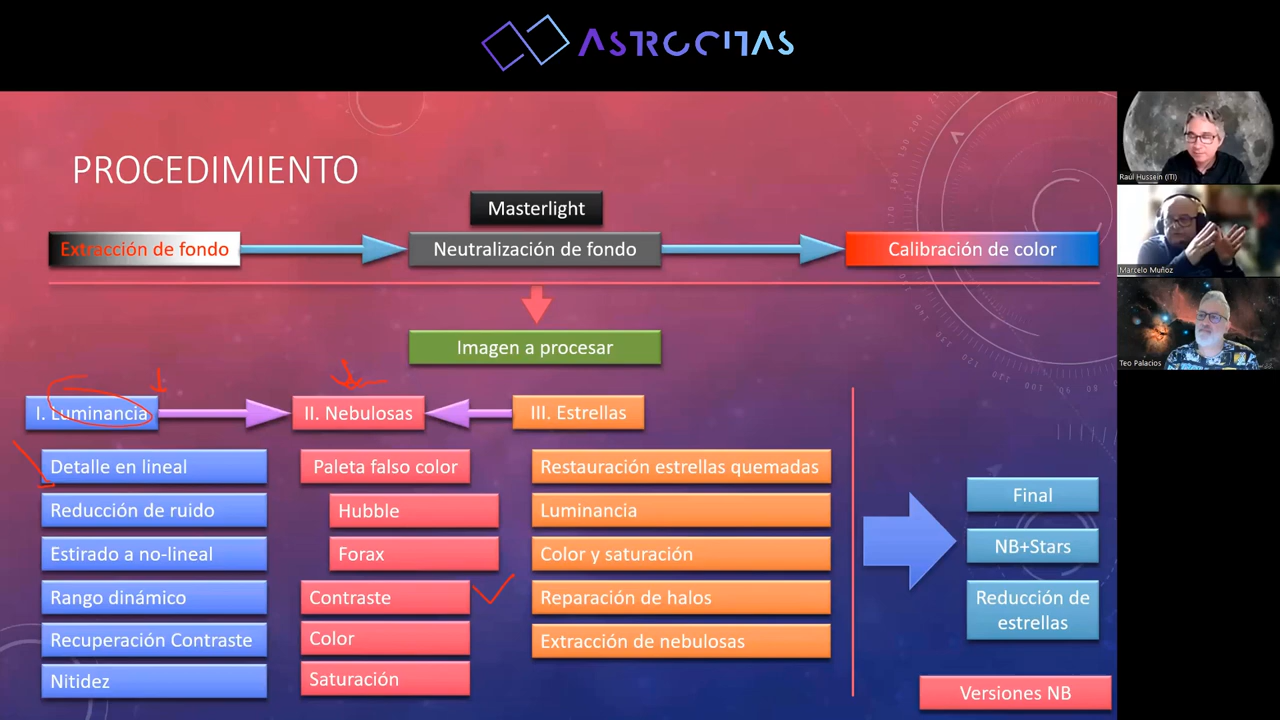 ASTROCITAS
PROCEDIMIENTO
Masterlight
Extracción de fondo
Neutralización de fondo
Calibración de color
Imagen a procesar
I. Luminancia
II. Nebulosas
III. Estrellas
Detalle en lineal
Reducción de ruido
Estirado a no-lineal
Rango dinámico
Recuperación Contraste
Nitidez
Paleta falso color
Hubble
Forax
Contraste
Color
Saturación
Restauración estrellas quemadas
Luminancia
Color y saturación
Reparación de halos
Extracción de nebulosas
Final
NB+Stars
Reducción de
estrellas
Versiones NB
Raúl Hussein (ITI)
Marcelo Muñoz
Teo Palacios